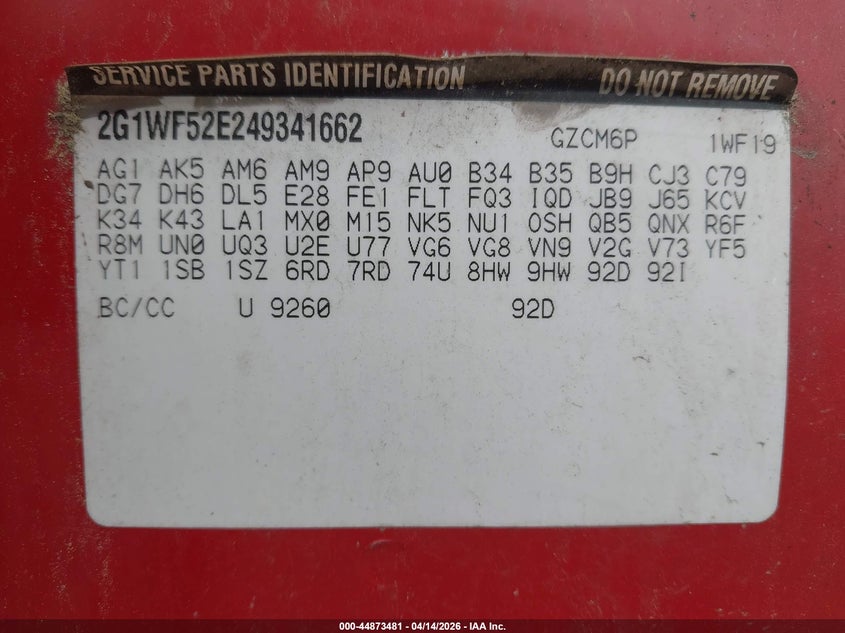 SERVICE PARTS IDENTIFICATION DO NOT REMOVE
2G1WF52E249341662 GZCM6P 1WF19
AG1 AK5 AM6 AM9 AP9 AU0 B34 B35 B9H CJ3 C79
DG7 DH6 DL5 E28 FE1 FLT FQ3 IQD JB9 J65 KCV
K34 K43 LA1 MX0 M15 NK5 NU1 OSH QB5 QNX R6F
R8M UN0 UQ3 U2E U77 VG6 VG8 VN9 V2G V73 YF5
YT1 1SB 1SZ 6RD 7RD 74U 8HW 9HW 92D 92I
BC/CC U 9260 92D
000-44873481 - 04/14/2026 - IAA Inc.